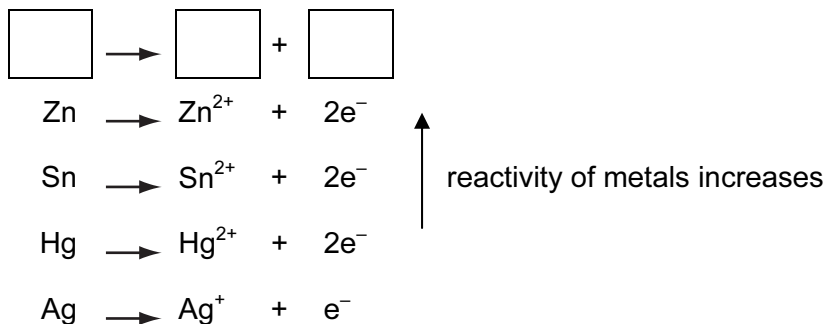 → +
Zn → Zn²⁺ + 2e⁻
Sn → Sn²⁺ + 2e⁻
reactivity of metals increases
Hg → Hg²⁺ + 2e⁻
Ag → Ag⁺ + e⁻